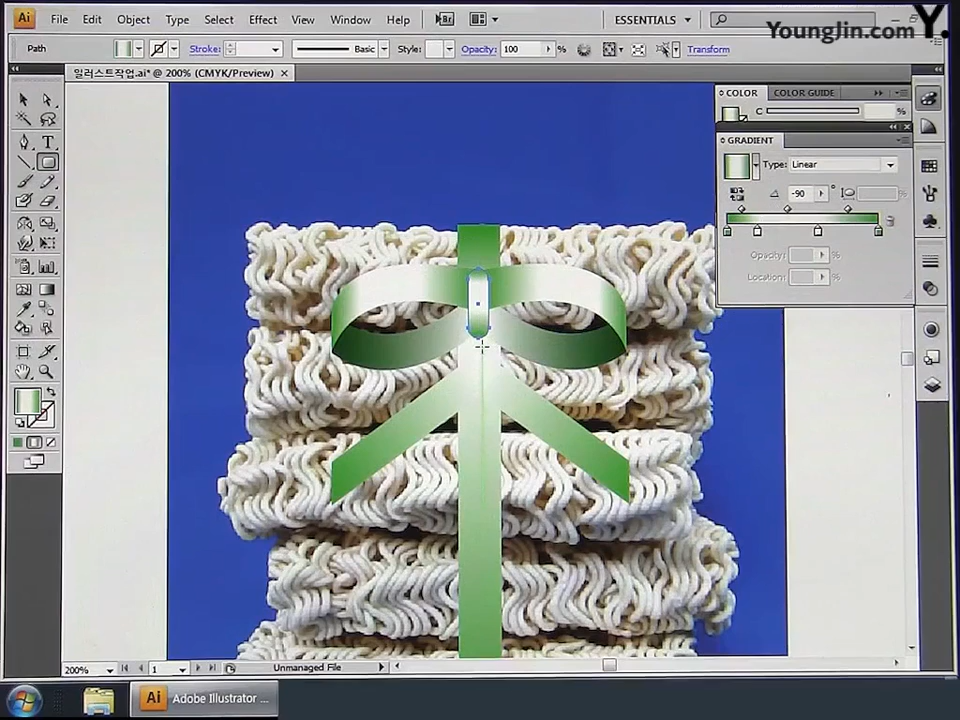 Ai File Edit Object Type Select Effect View Window Help Br ESSENTIALS
YoungJin.com Y.
Path Stroke: Basic Style: Opacity: 100 % Transform
일러스트작업.ai* @ 200% (CMYK/Preview)
COLOR COLOR GUIDE
C %
GRADIENT
Type: Linear
-90 ° %
Opacity: %
Location: %
200% 1 Unmanaged File
Ai Adobe Illustrator ...